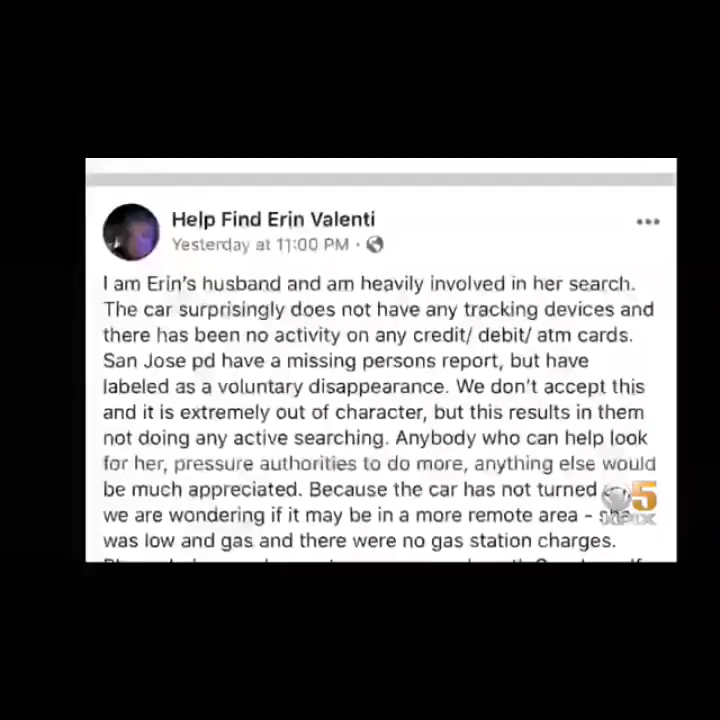 Help Find Erin Valenti
Yesterday at 11:00 PM ·
I am Erin's husband and am heavily involved in her search.
The car surprisingly does not have any tracking devices and
there has been no activity on any credit/ debit/ atm cards.
San Jose pd have a missing persons report, but have
labeled as a voluntary disappearance. We don't accept this
and it is extremely out of character, but this results in them
not doing any active searching. Anybody who can help look
for her, pressure authorities to do more, anything else would
be much appreciated. Because the car has not turned
5
we are wondering if it may be in a more remote area - she
KPIX
was low and gas and there were no gas station charges.